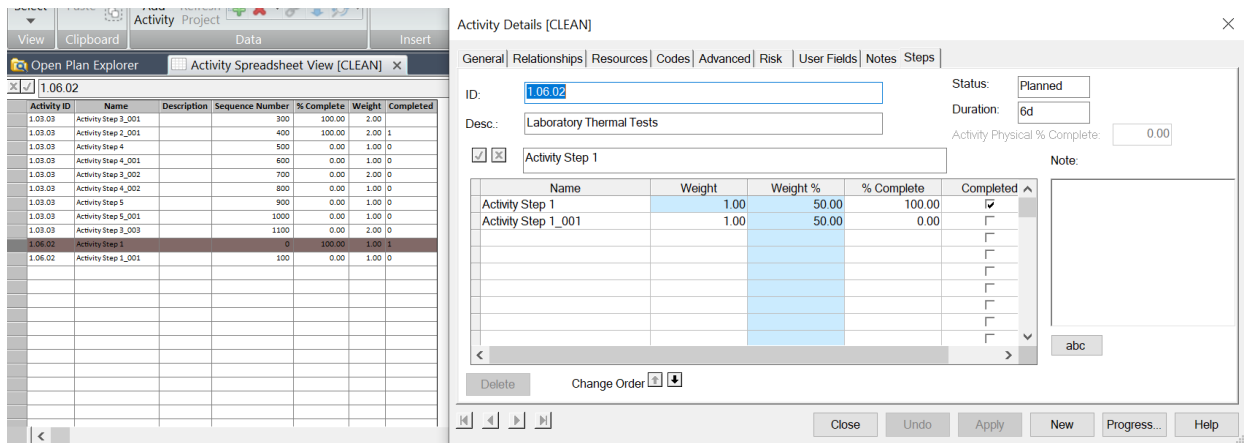 Activity Project
View Clipboard Data Insert
Open Plan Explorer Activity Spreadsheet View [CLEAN]
1.06.02
Activity ID Name Description Sequence Number % Complete Weight Completed
1.03.03 Activity Step 3_001 300 100.00 2.00
1.03.03 Activity Step 2_001 400 100.00 2.00 1
1.03.03 Activity Step 4 500 0.00 1.00 0
1.03.03 Activity Step 4_001 600 0.00 1.00 0
1.03.03 Activity Step 3_002 700 0.00 2.00 0
1.03.03 Activity Step 4_002 800 0.00 1.00 0
1.03.03 Activity Step 5 900 0.00 1.00 0
1.03.03 Activity Step 5_001 1000 0.00 1.00 0
1.03.03 Activity Step 3_003 1100 0.00 2.00 0
1.06.02 Activity Step 1 0 100.00 1.00 1
1.06.02 Activity Step 1_001 100 0.00 1.00 0
Activity Details [CLEAN]
General Relationships Resources Codes Advanced Risk User Fields Notes Steps
ID: 1.06.02
Status: Planned
Duration: 6d
Desc.: Laboratory Thermal Tests
Activity Physical % Complete: 0.00
Activity Step 1
Note:
Name Weight Weight % % Complete Completed
Activity Step 1 1.00 50.00 100.00
Activity Step 1_001 1.00 50.00 0.00
abc
Delete Change Order
Close Undo Apply New Progress... Help